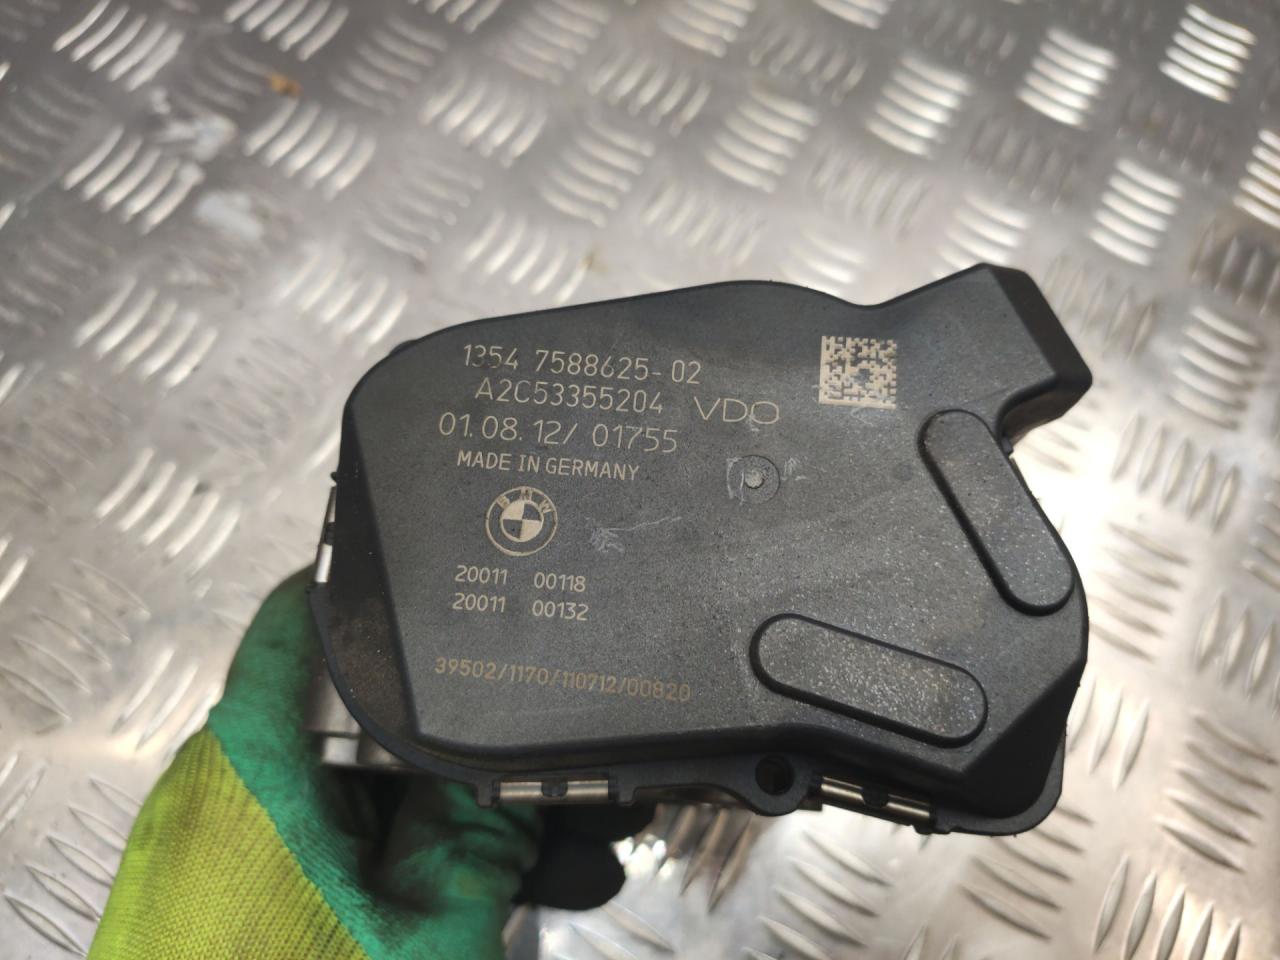 1354 7588625-02
A2C53355204 VDO
01.08.12/ 01755
MADE IN GERMANY
BMW
20011 00118
20011 00132
39502/1170/110712/00820